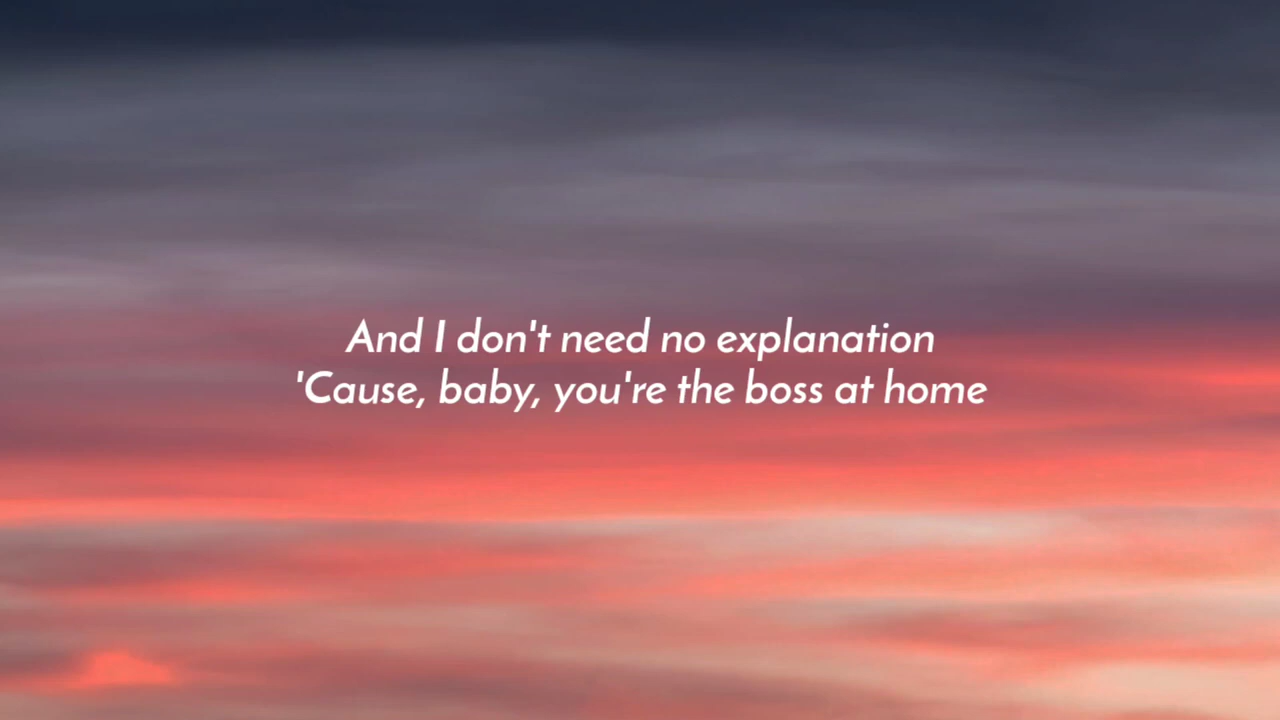 And I don't need no explanation
'Cause, baby, you're the boss at home